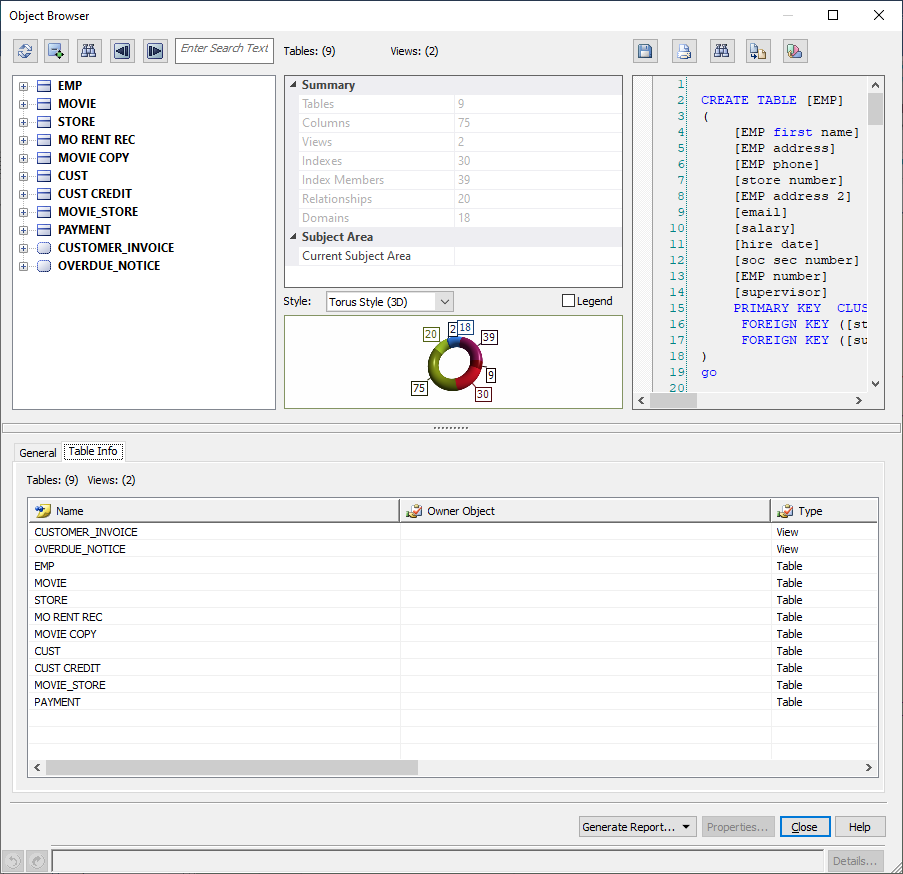 Object Browser
Enter Search Text
Tables: (9)
Views: (2)
EMP
MOVIE
STORE
MO RENT REC
MOVIE COPY
CUST
CUST CREDIT
MOVIE_STORE
PAYMENT
CUSTOMER_INVOICE
OVERDUE_NOTICE
Summary
Tables 9
Columns 75
Views 2
Indexes 30
Index Members 39
Relationships 20
Domains 18
Subject Area
Current Subject Area
Style: Torus Style (3D) Legend
20 2 18 39
9
75 30
1
2 CREATE TABLE [EMP]
3 (
4 [EMP first name]
5 [EMP address]
6 [EMP phone]
7 [store number]
8 [EMP address 2]
9 [email]
10 [salary]
11 [hire date]
12 [soc sec number]
13 [EMP number]
14 [supervisor]
15 PRIMARY KEY CLUS
16 FOREIGN KEY ([st
17 FOREIGN KEY ([su
18 )
19 go
20
General Table Info
Tables: (9) Views: (2)
Name Owner Object Type
CUSTOMER_INVOICE View
OVERDUE_NOTICE View
EMP Table
MOVIE Table
STORE Table
MO RENT REC Table
MOVIE COPY Table
CUST Table
CUST CREDIT Table
MOVIE_STORE Table
PAYMENT Table
Generate Report... Properties... Close Help
Details...